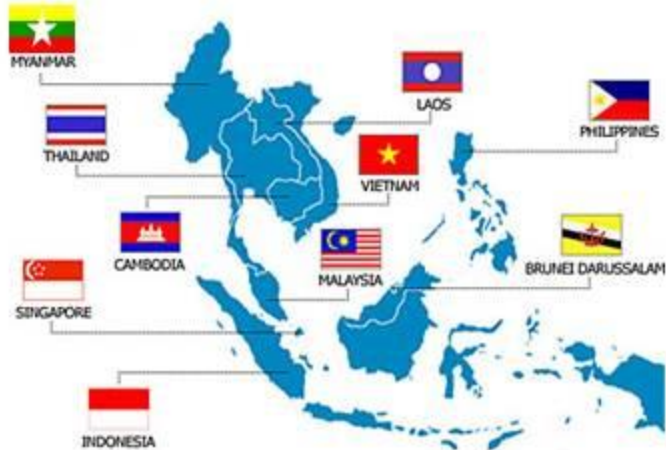 MYANMAR
LAOS
PHILIPPINES
THAILAND
VIETNAM
CAMBODIA
MALAYSIA
BRUNEI DARUSSALAM
SINGAPORE
INDONESIA